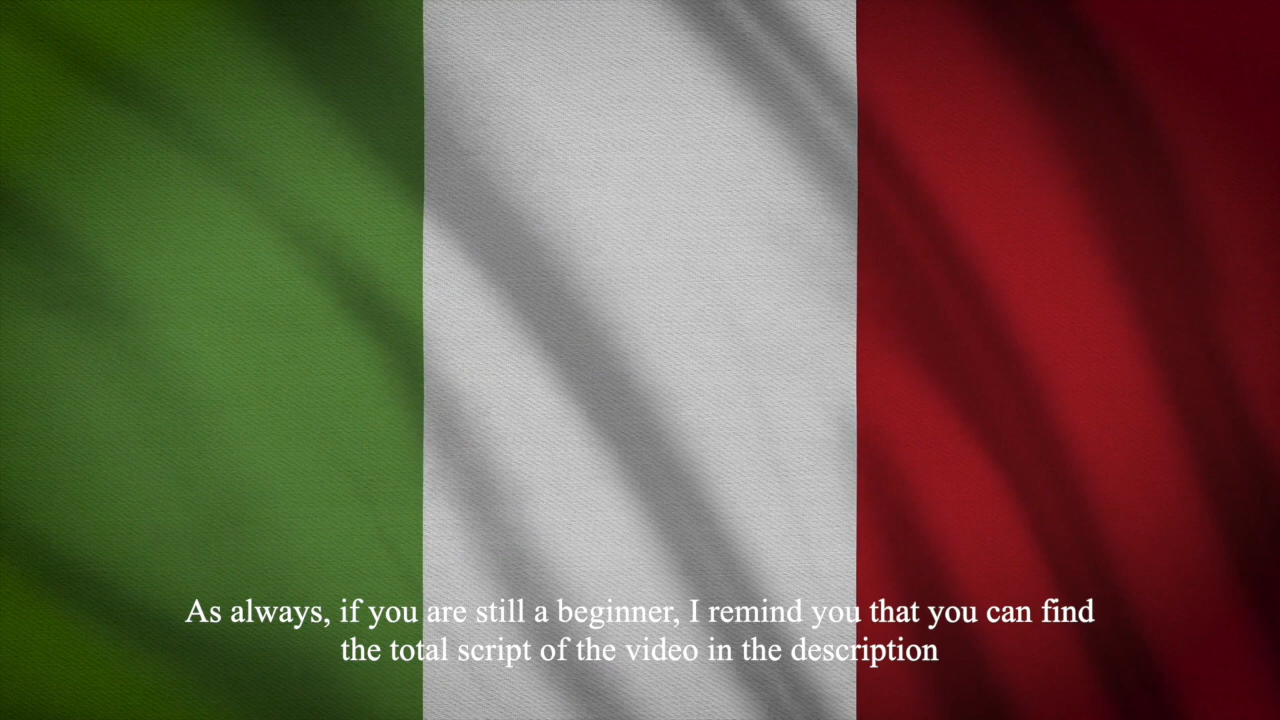 As always, if you are still a beginner, I remind you that you can find
the total script of the video in the description